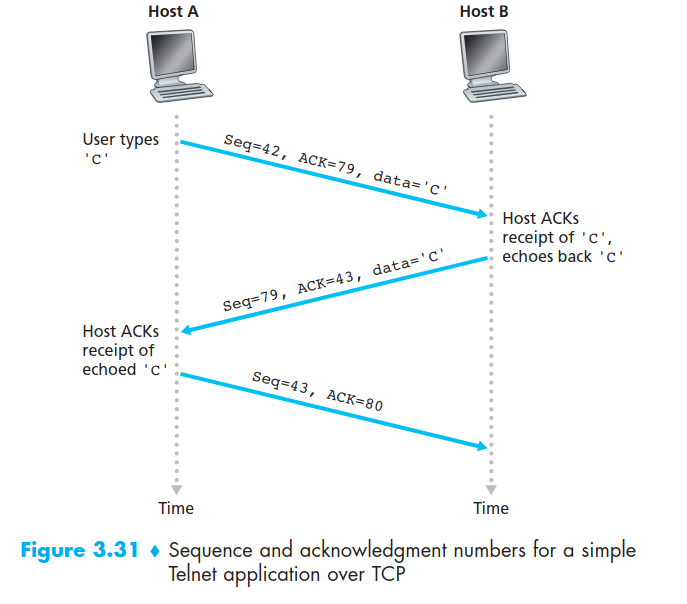 Host A
Host B
User types
'C'
Seq=42, ACK=79, data='C'
Host ACKs
receipt of 'C',
echoes back 'C'
Seq=79, ACK=43, data='C'
Host ACKs
receipt of
echoed 'C'
Seq=43, ACK=80
Time
Time
Figure 3.31 ♦ Sequence and acknowledgment numbers for a simple
Telnet application over TCP